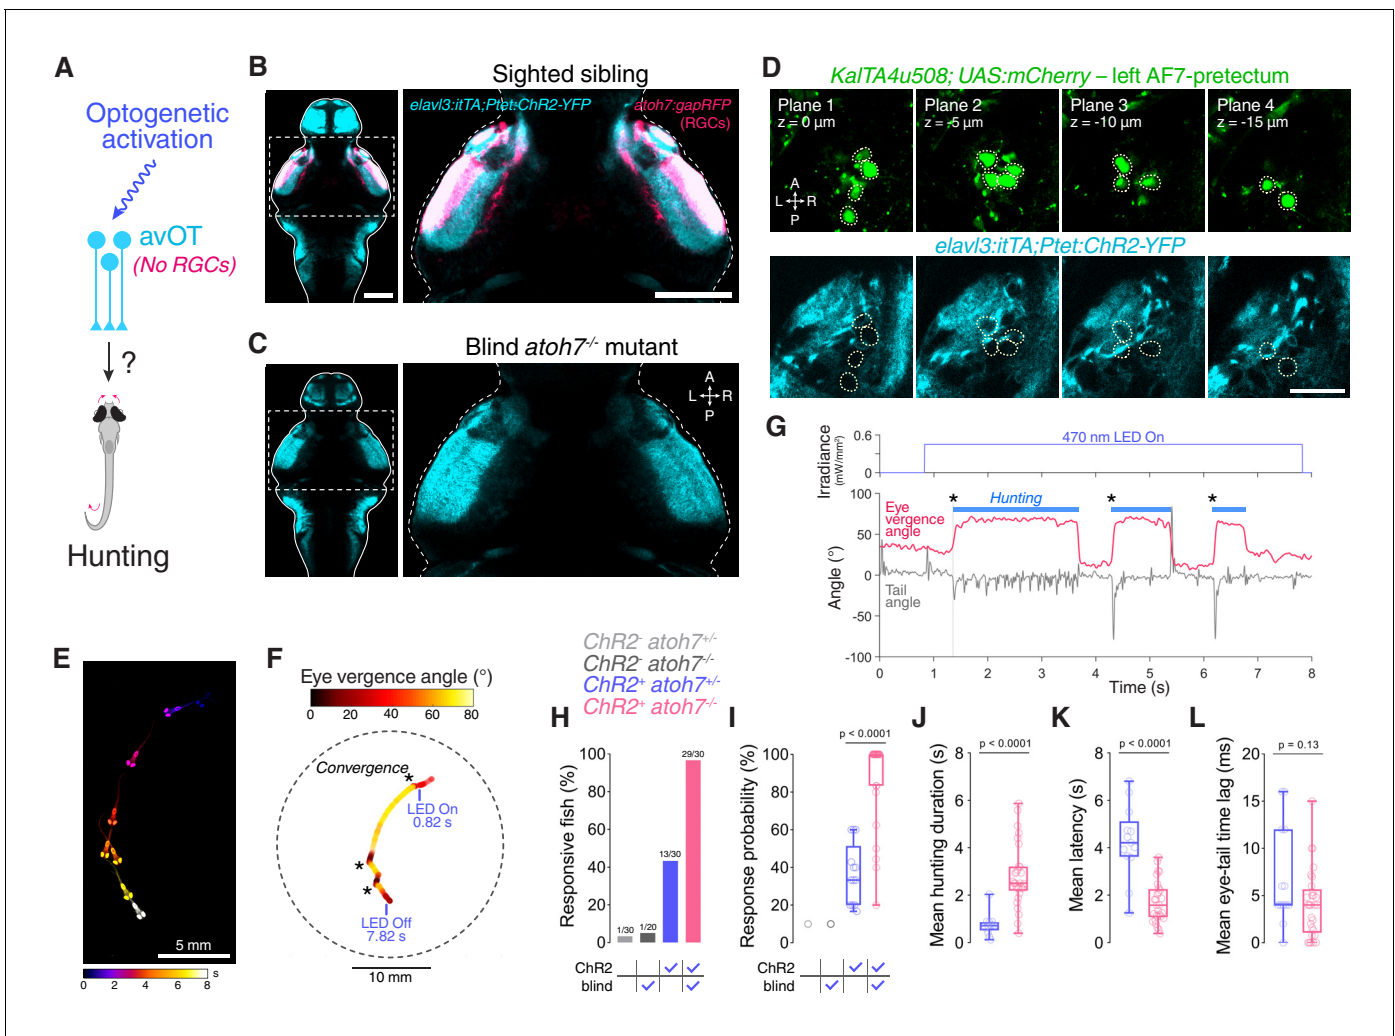 A
Optogenetic
activation
avOT
(No RGCs)
?
Hunting
B
Sighted sibling
elavl3:itTA;Ptet:ChR2-YFP
atoh7:gapRFP
(RGCs)
C
Blind atoh7-/- mutant
A
L R
P
D
KalTA4u508; UAS:mCherry – left AF7-pretectum
Plane 1
z = 0 µm
Plane 2
z = -5 µm
Plane 3
z = -10 µm
Plane 4
z = -15 µm
A
L R
P
elavl3:itTA;Ptet:ChR2-YFP
E
5 mm
0 2 4 6 8 s
F
Eye vergence angle (°)
0 20 40 60 80
Convergence
*
LED On
0.82 s
*
*
LED Off
7.82 s
10 mm
G
Irradiance
(mW/mm²)
0.6
0
470 nm LED On
* Hunting * *
Eye
vergence
angle
Tail
angle
Angle (°)
100
50
0
-50
-100
0 1 2 3 4 5 6 7 8
Time (s)
ChR2- atoh7+/-
ChR2- atoh7-/-
ChR2+ atoh7+/-
ChR2+ atoh7-/-
H
Responsive fish (%)
100
80
60
40
20
0
1/30
1/20
13/30
29/30
ChR2 ✓ ✓
blind ✓ ✓
I
Response probability (%)
100
80
60
40
20
0
p < 0.0001
ChR2 ✓ ✓
blind ✓ ✓
J
Mean hunting duration (s)
8
6
4
2
0
p < 0.0001
K
Mean latency (s)
8
6
4
2
0
p < 0.0001
L
Mean eye-tail time lag (ms)
20
15
10
5
0
p = 0.13